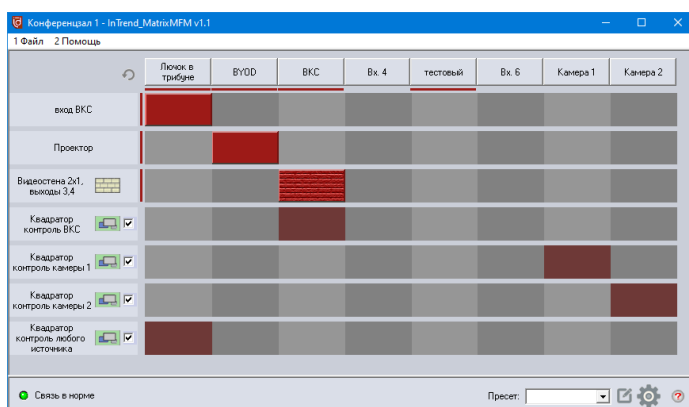 Конференцзал 1 - InTrend_MatrixMFM v1.1
1 Файл 2 Помощь
Лючок в
трибуне
BYOD
ВКС
Вх. 4
тестовый
Вх. 6
Камера 1
Камера 2
вход ВКС
Проектор
Видеостена 2x1,
выходы 3,4
Квадратор
контроль ВКС
Квадратор
контроль камеры 1
Квадратор
контроль камеры 2
Квадратор
контроль любого
источника
Связь в норме
Пресет: